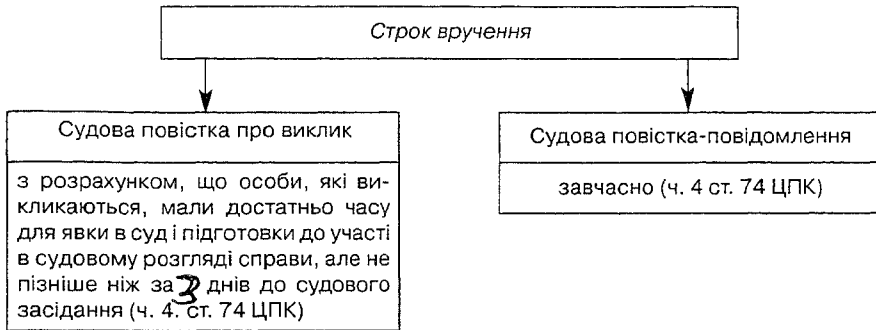 Строк вручення
Судова повістка про виклик
з розрахунком, що особи, які ви-
кликаються, мали достатньо часу
для явки в суд і підготовки до участі
в судовому розгляді справи, але не
пізніше ніж за 3 днів до судового
засідання (ч. 4. ст. 74 ЦПК)
Судова повістка-повідомлення
завчасно (ч. 4 ст. 74 ЦПК)